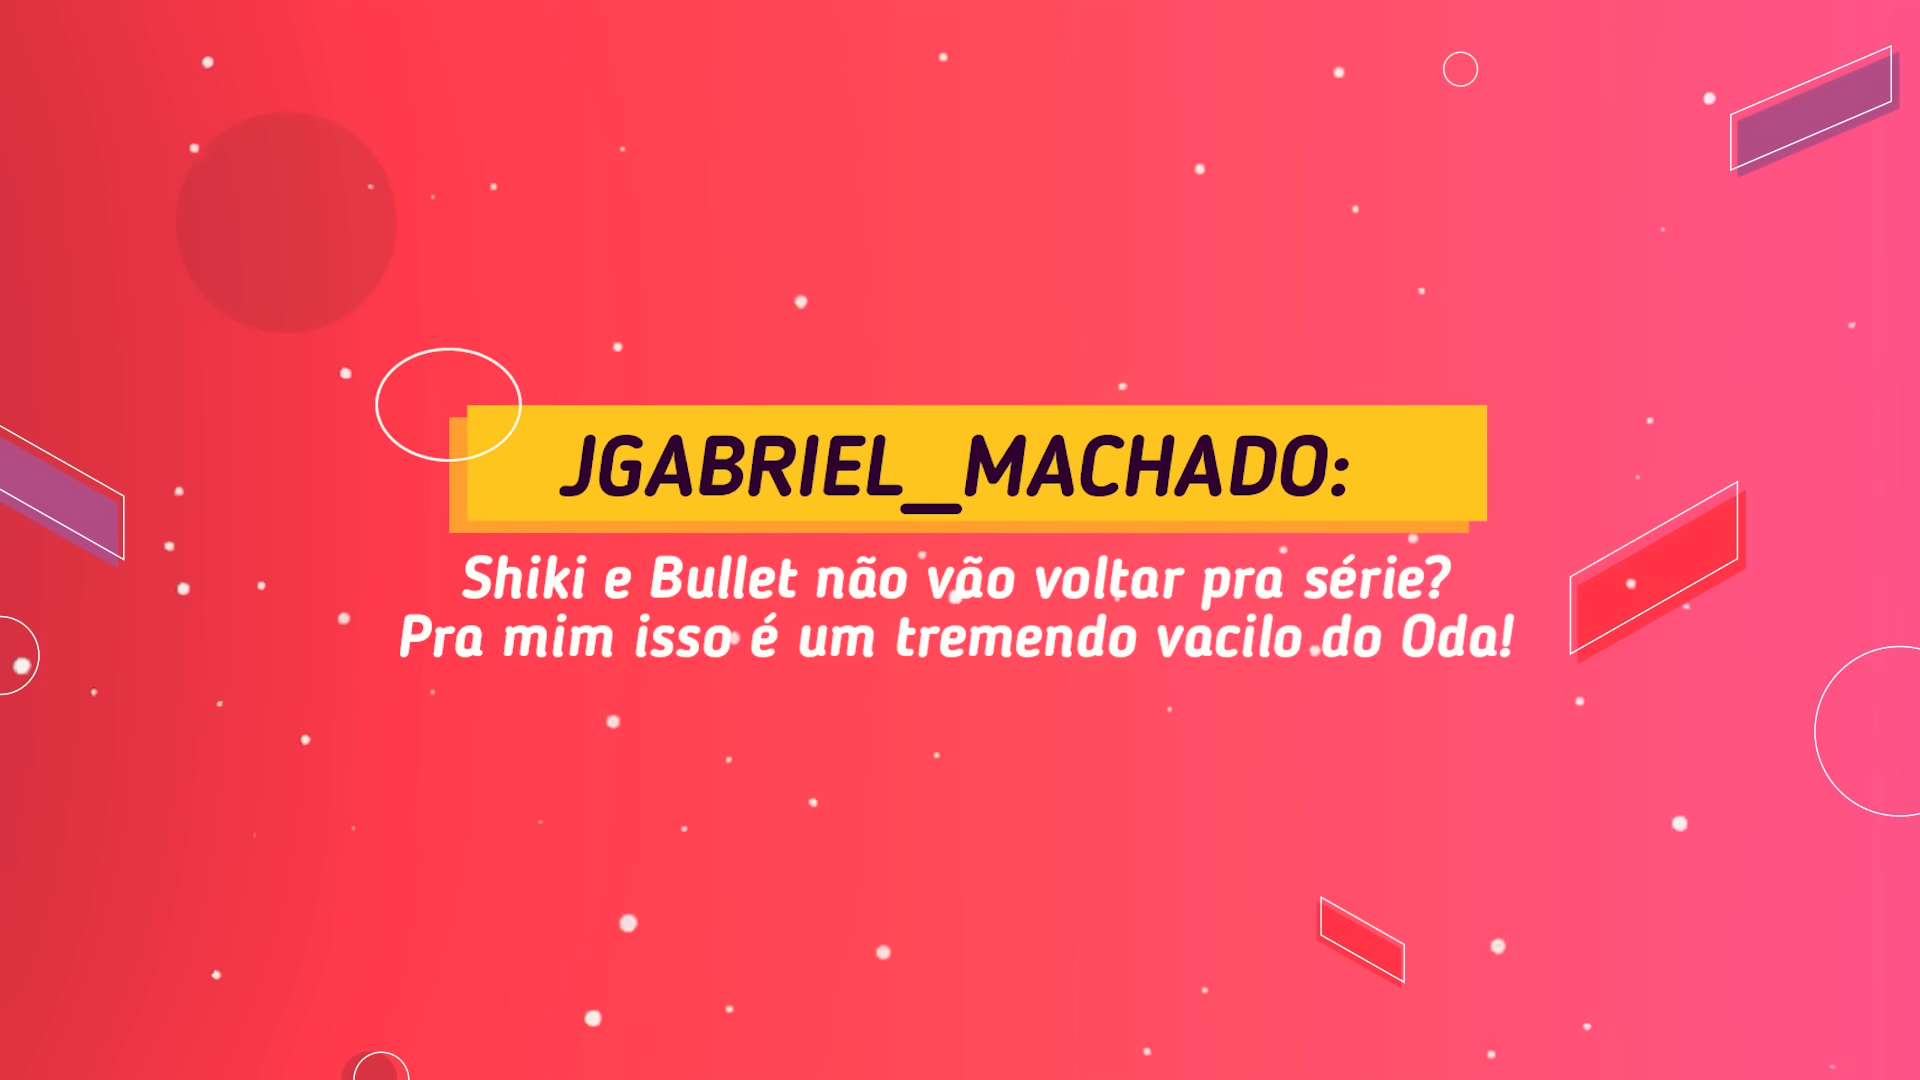 JGABRIEL_MACHADO:
Shiki e Bullet não vão voltar pra série?
Pra mim isso é um tremendo vacilo do Oda!